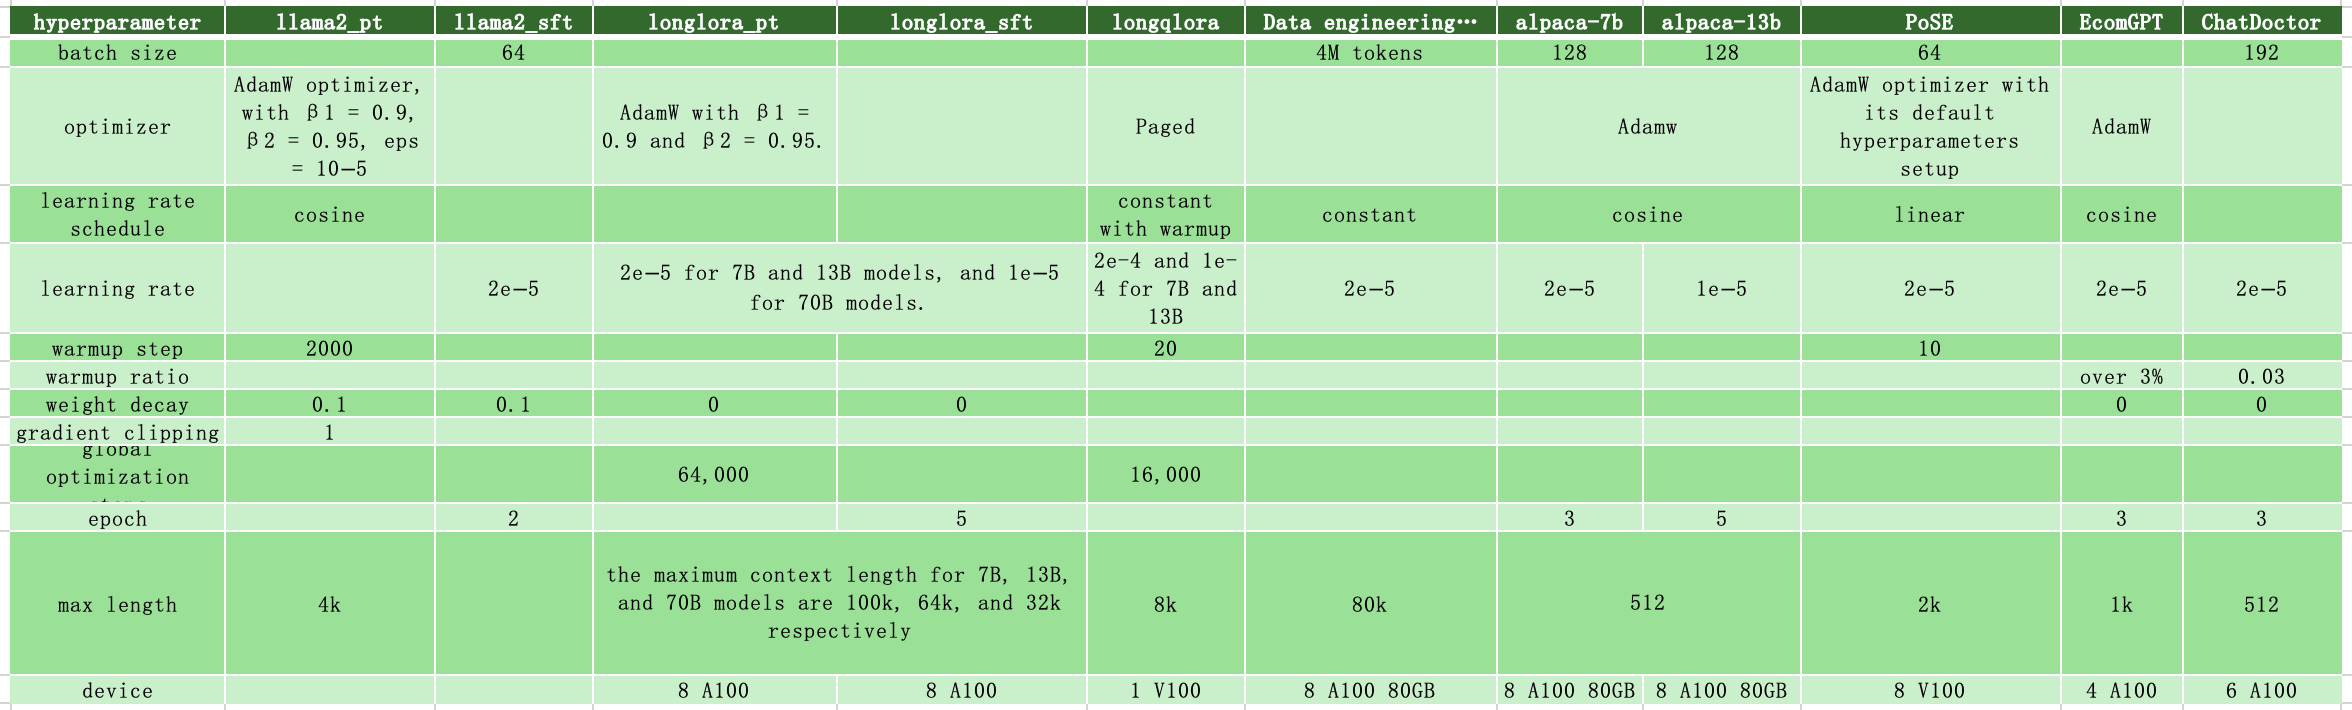 hyperparameter llama2_pt llama2_sft longlora_pt longlora_sft longqlora Data engineering… alpaca-7b alpaca-13b PoSE EcomGPT ChatDoctor
batch size 64 4M tokens 128 128 64 192
optimizer
AdamW optimizer,
with β1 = 0.9,
β2 = 0.95, eps
= 10−5
AdamW with β1 =
0.9 and β2 = 0.95.
Paged
Adamw
AdamW optimizer with
its default
hyperparameters
setup
AdamW
learning rate
schedule
cosine
constant
with warmup
constant
cosine
linear
cosine
learning rate
2e−5
2e−5 for 7B and 13B models, and 1e−5
for 70B models.
2e-4 and 1e-
4 for 7B and
13B
2e−5
2e−5
1e−5
2e−5
2e−5
2e−5
warmup step 2000 20 10
warmup ratio over 3% 0.03
weight decay 0.1 0.1 0 0 0 0
gradient clipping 1
global
optimization
64,000
16,000
epoch 2 5 3 5 3 3
max length
4k
the maximum context length for 7B, 13B,
and 70B models are 100k, 64k, and 32k
respectively
8k
80k
512
2k
1k
512
device 8 A100 8 A100 1 V100 8 A100 80GB 8 A100 80GB 8 A100 80GB 8 V100 4 A100 6 A100